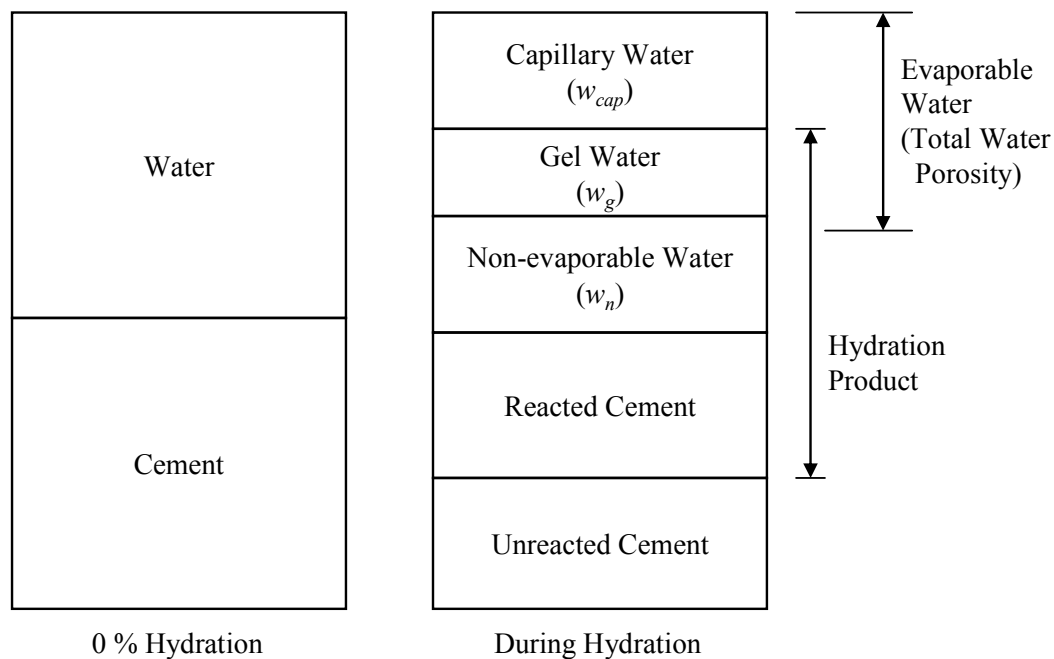 Water
Cement
0 % Hydration
Capillary Water
(w_cap)
Gel Water
(w_g)
Non-evaporable Water
(w_n)
Reacted Cement
Unreacted Cement
During Hydration
Evaporable
Water
(Total Water
Porosity)
Hydration
Product